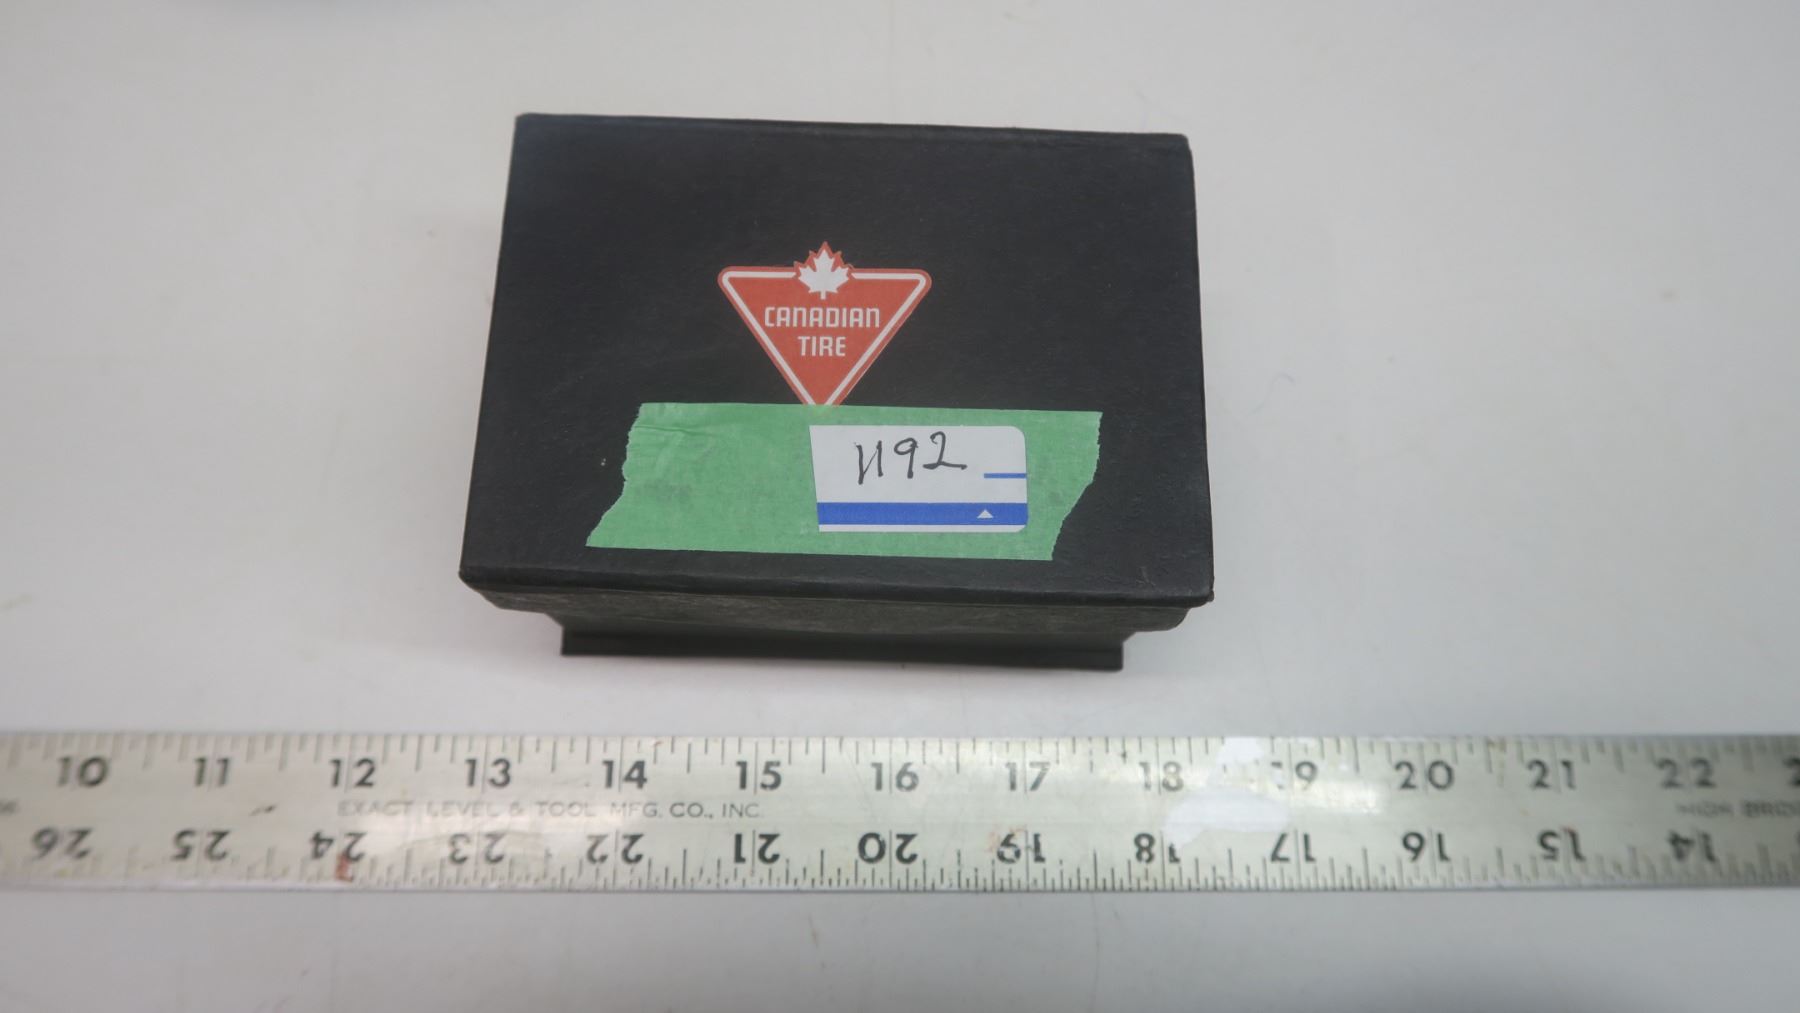 CANADIAN
TIRE
1192
10 11 12 13 14 15 16 17 18 19 20 21 22
EXACT LEVEL & TOOL MFG. CO., INC.
26 25 24 23 22 21 20 19 18 17 16 15 14